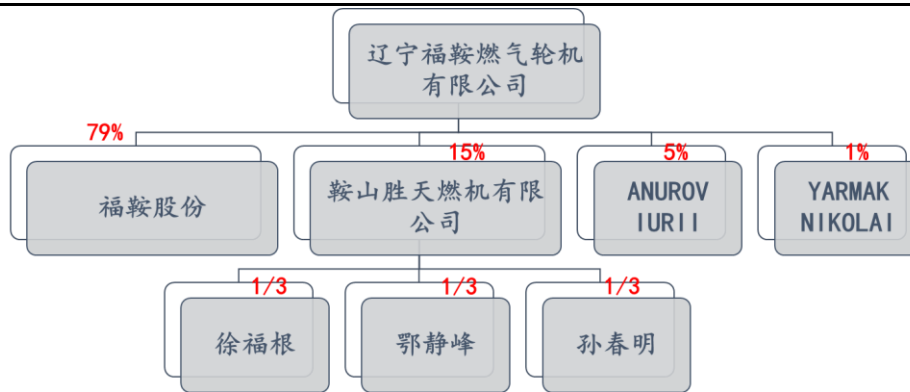 辽宁福鞍燃气轮机
有限公司
79%
15%
5%
1%
福鞍股份
鞍山胜天燃机有限
公司
ANUROV
IURII
YARMAK
NIKOLAI
1/3
1/3
1/3
徐福根
鄂静峰
孙春明